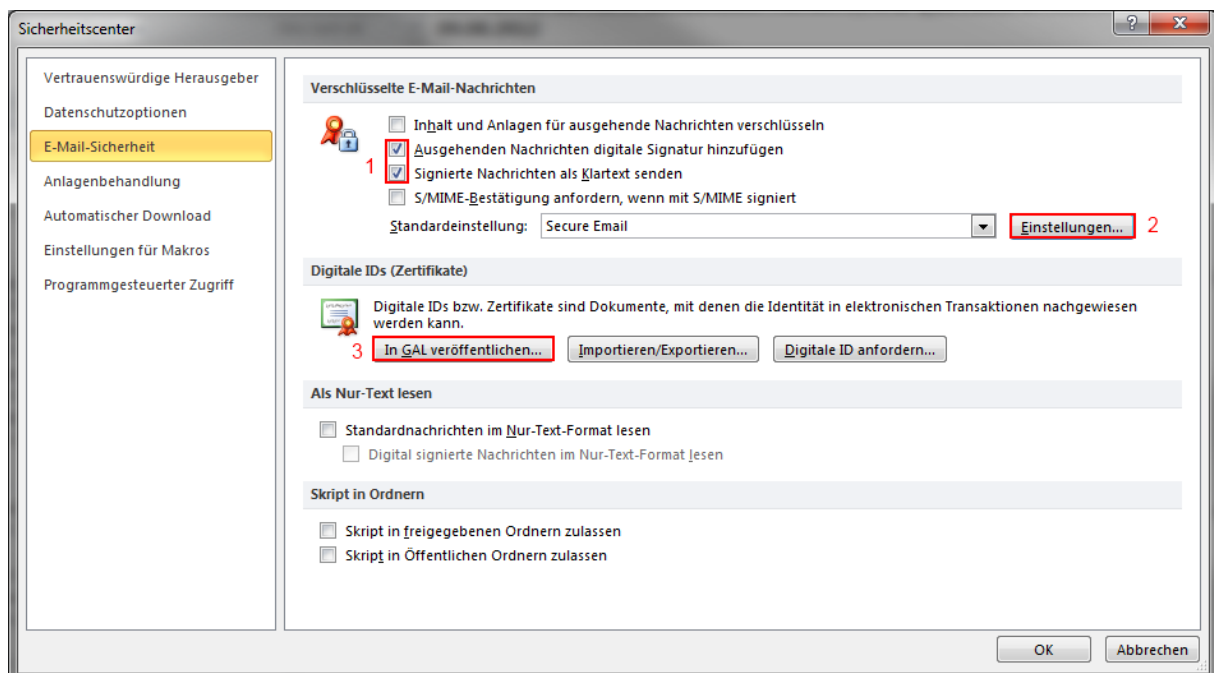 Sicherheitscenter
Vertrauenswürdige Herausgeber
Datenschutzoptionen
E-Mail-Sicherheit
Anlagenbehandlung
Automatischer Download
Einstellungen für Makros
Programmgesteuerter Zugriff
Verschlüsselte E-Mail-Nachrichten
Inhalt und Anlagen für ausgehende Nachrichten verschlüsseln
1
Ausgehenden Nachrichten digitale Signatur hinzufügen
Signierte Nachrichten als Klartext senden
S/MIME-Bestätigung anfordern, wenn mit S/MIME signiert
Standardeinstellung: Secure Email Einstellungen... 2
Digitale IDs (Zertifikate)
Digitale IDs bzw. Zertifikate sind Dokumente, mit denen die Identität in elektronischen Transaktionen nachgewiesen
werden kann.
3 In GAL veröffentlichen... Importieren/Exportieren... Digitale ID anfordern...
Als Nur-Text lesen
Standardnachrichten im Nur-Text-Format lesen
Digital signierte Nachrichten im Nur-Text-Format lesen
Skript in Ordnern
Skript in freigegebenen Ordnern zulassen
Skript in Öffentlichen Ordnern zulassen
OK Abbrechen